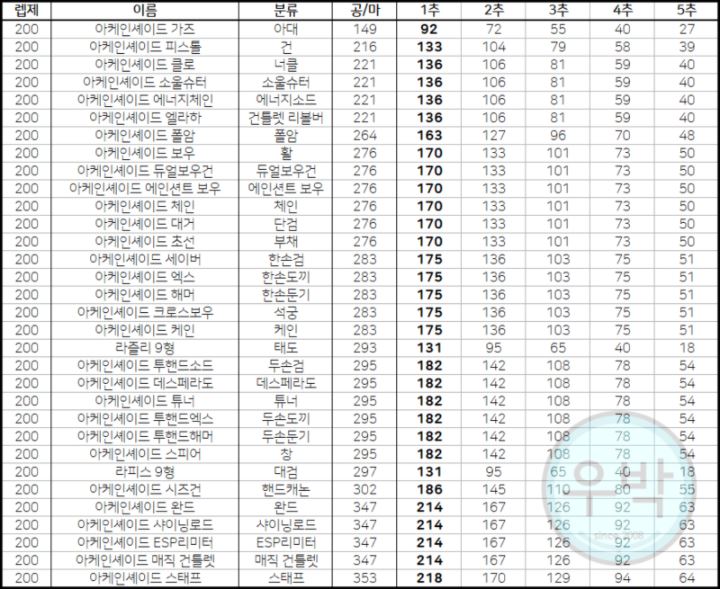 렙제 이름 분류 공/마 1추 2추 3추 4추 5추
200 아케인셰이드 가즈 아대 149 92 72 55 40 27
200 아케인셰이드 피스톨 건 216 133 104 79 58 39
200 아케인셰이드 클로 너클 221 136 106 81 59 40
200 아케인셰이드 소울슈터 소울슈터 221 136 106 81 59 40
200 아케인셰이드 에너지체인 에너지소드 221 136 106 81 59 40
200 아케인셰이드 엘라하 건틀렛 리볼버 221 136 106 81 59 40
200 아케인셰이드 폴암 폴암 264 163 127 96 70 48
200 아케인셰이드 보우 활 276 170 133 101 73 50
200 아케인셰이드 듀얼보우건 듀얼보우건 276 170 133 101 73 50
200 아케인셰이드 에인션트 보우 에인션트 보우 276 170 133 101 73 50
200 아케인셰이드 체인 체인 276 170 133 101 73 50
200 아케인셰이드 대거 단검 276 170 133 101 73 50
200 아케인셰이드 초선 부채 276 170 133 101 73 50
200 아케인셰이드 세이버 한손검 283 175 136 103 75 51
200 아케인셰이드 엑스 한손도끼 283 175 136 103 75 51
200 아케인셰이드 해머 한손둔기 283 175 136 103 75 51
200 아케인셰이드 크로스보우 석궁 283 175 136 103 75 51
200 아케인셰이드 케인 케인 283 175 136 103 75 51
200 라즐리 9형 태도 293 131 95 65 40 18
200 아케인셰이드 투핸드소드 두손검 295 182 142 108 78 54
200 아케인셰이드 데스페라도 데스페라도 295 182 142 108 78 54
200 아케인셰이드 튜너 튜너 295 182 142 108 78 54
200 아케인셰이드 투핸드엑스 두손도끼 295 182 142 108 78 54
200 아케인셰이드 투핸드해머 두손둔기 295 182 142 108 78 54
200 아케인셰이드 스피어 창 295 182 142 108 78 54
200 라피스 9형 대검 297 131 95 65 40 18
200 아케인셰이드 시즈건 핸드캐논 302 186 145 110 80 55
200 아케인셰이드 완드 완드 347 214 167 126 92 63
200 아케인셰이드 샤이닝로드 샤이닝로드 347 214 167 126 92 63
200 아케인셰이드 ESP리미터 ESP리미터 347 214 167 126 92 63
200 아케인셰이드 매직 건틀렛 매직 건틀렛 347 214 167 126 92 63
200 아케인셰이드 스태프 스태프 353 218 170 129 94 64
우박